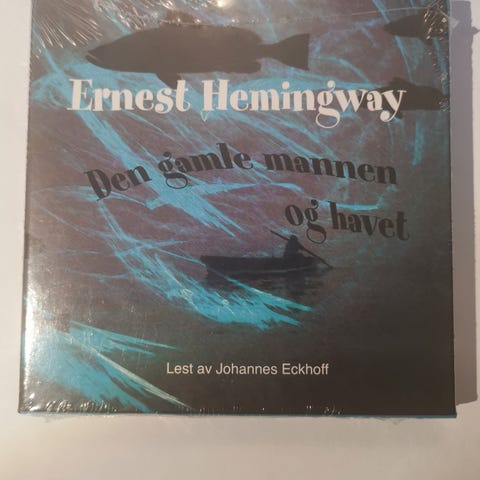 Ernest Hemingway
Den gamle mannen
og havet
Lest av Johannes Eckhoff